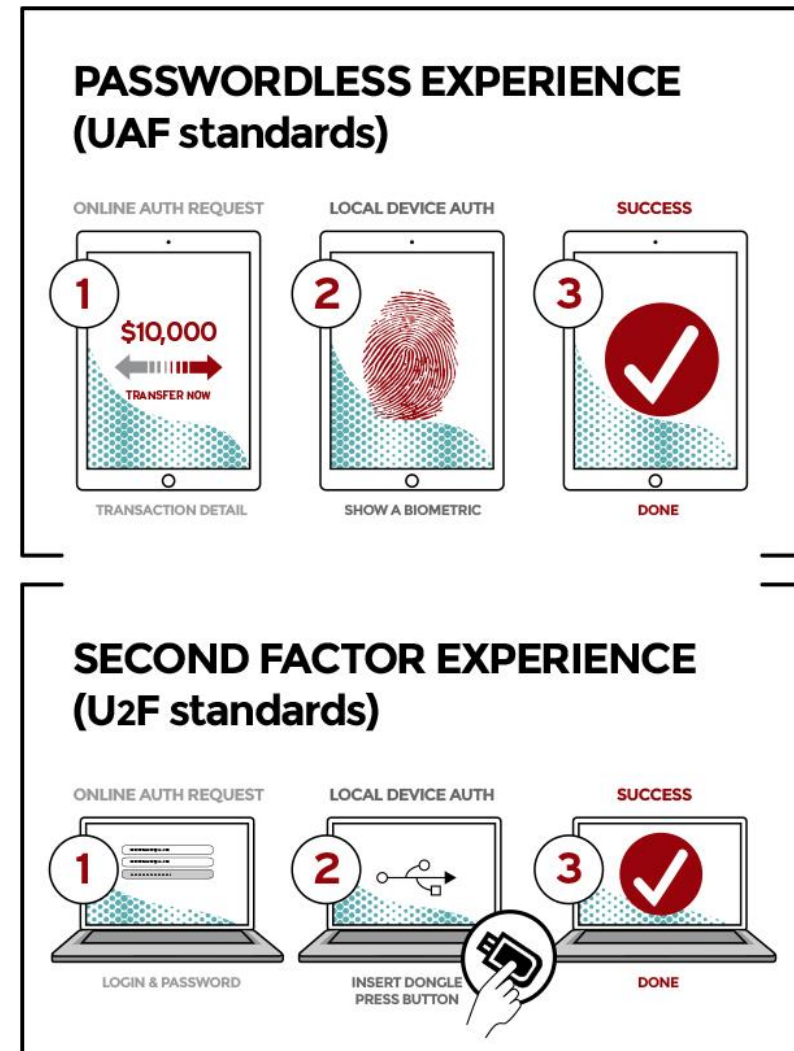 PASSWORDLESS EXPERIENCE
(UAF standards)
ONLINE AUTH REQUEST
LOCAL DEVICE AUTH
SUCCESS
1
2
3
$10,000
TRANSFER NOW
TRANSACTION DETAIL
SHOW A BIOMETRIC
DONE
SECOND FACTOR EXPERIENCE
(U2F standards)
ONLINE AUTH REQUEST
LOCAL DEVICE AUTH
SUCCESS
1
2
3
LOGIN & PASSWORD
INSERT DONGLE
PRESS BUTTON
DONE